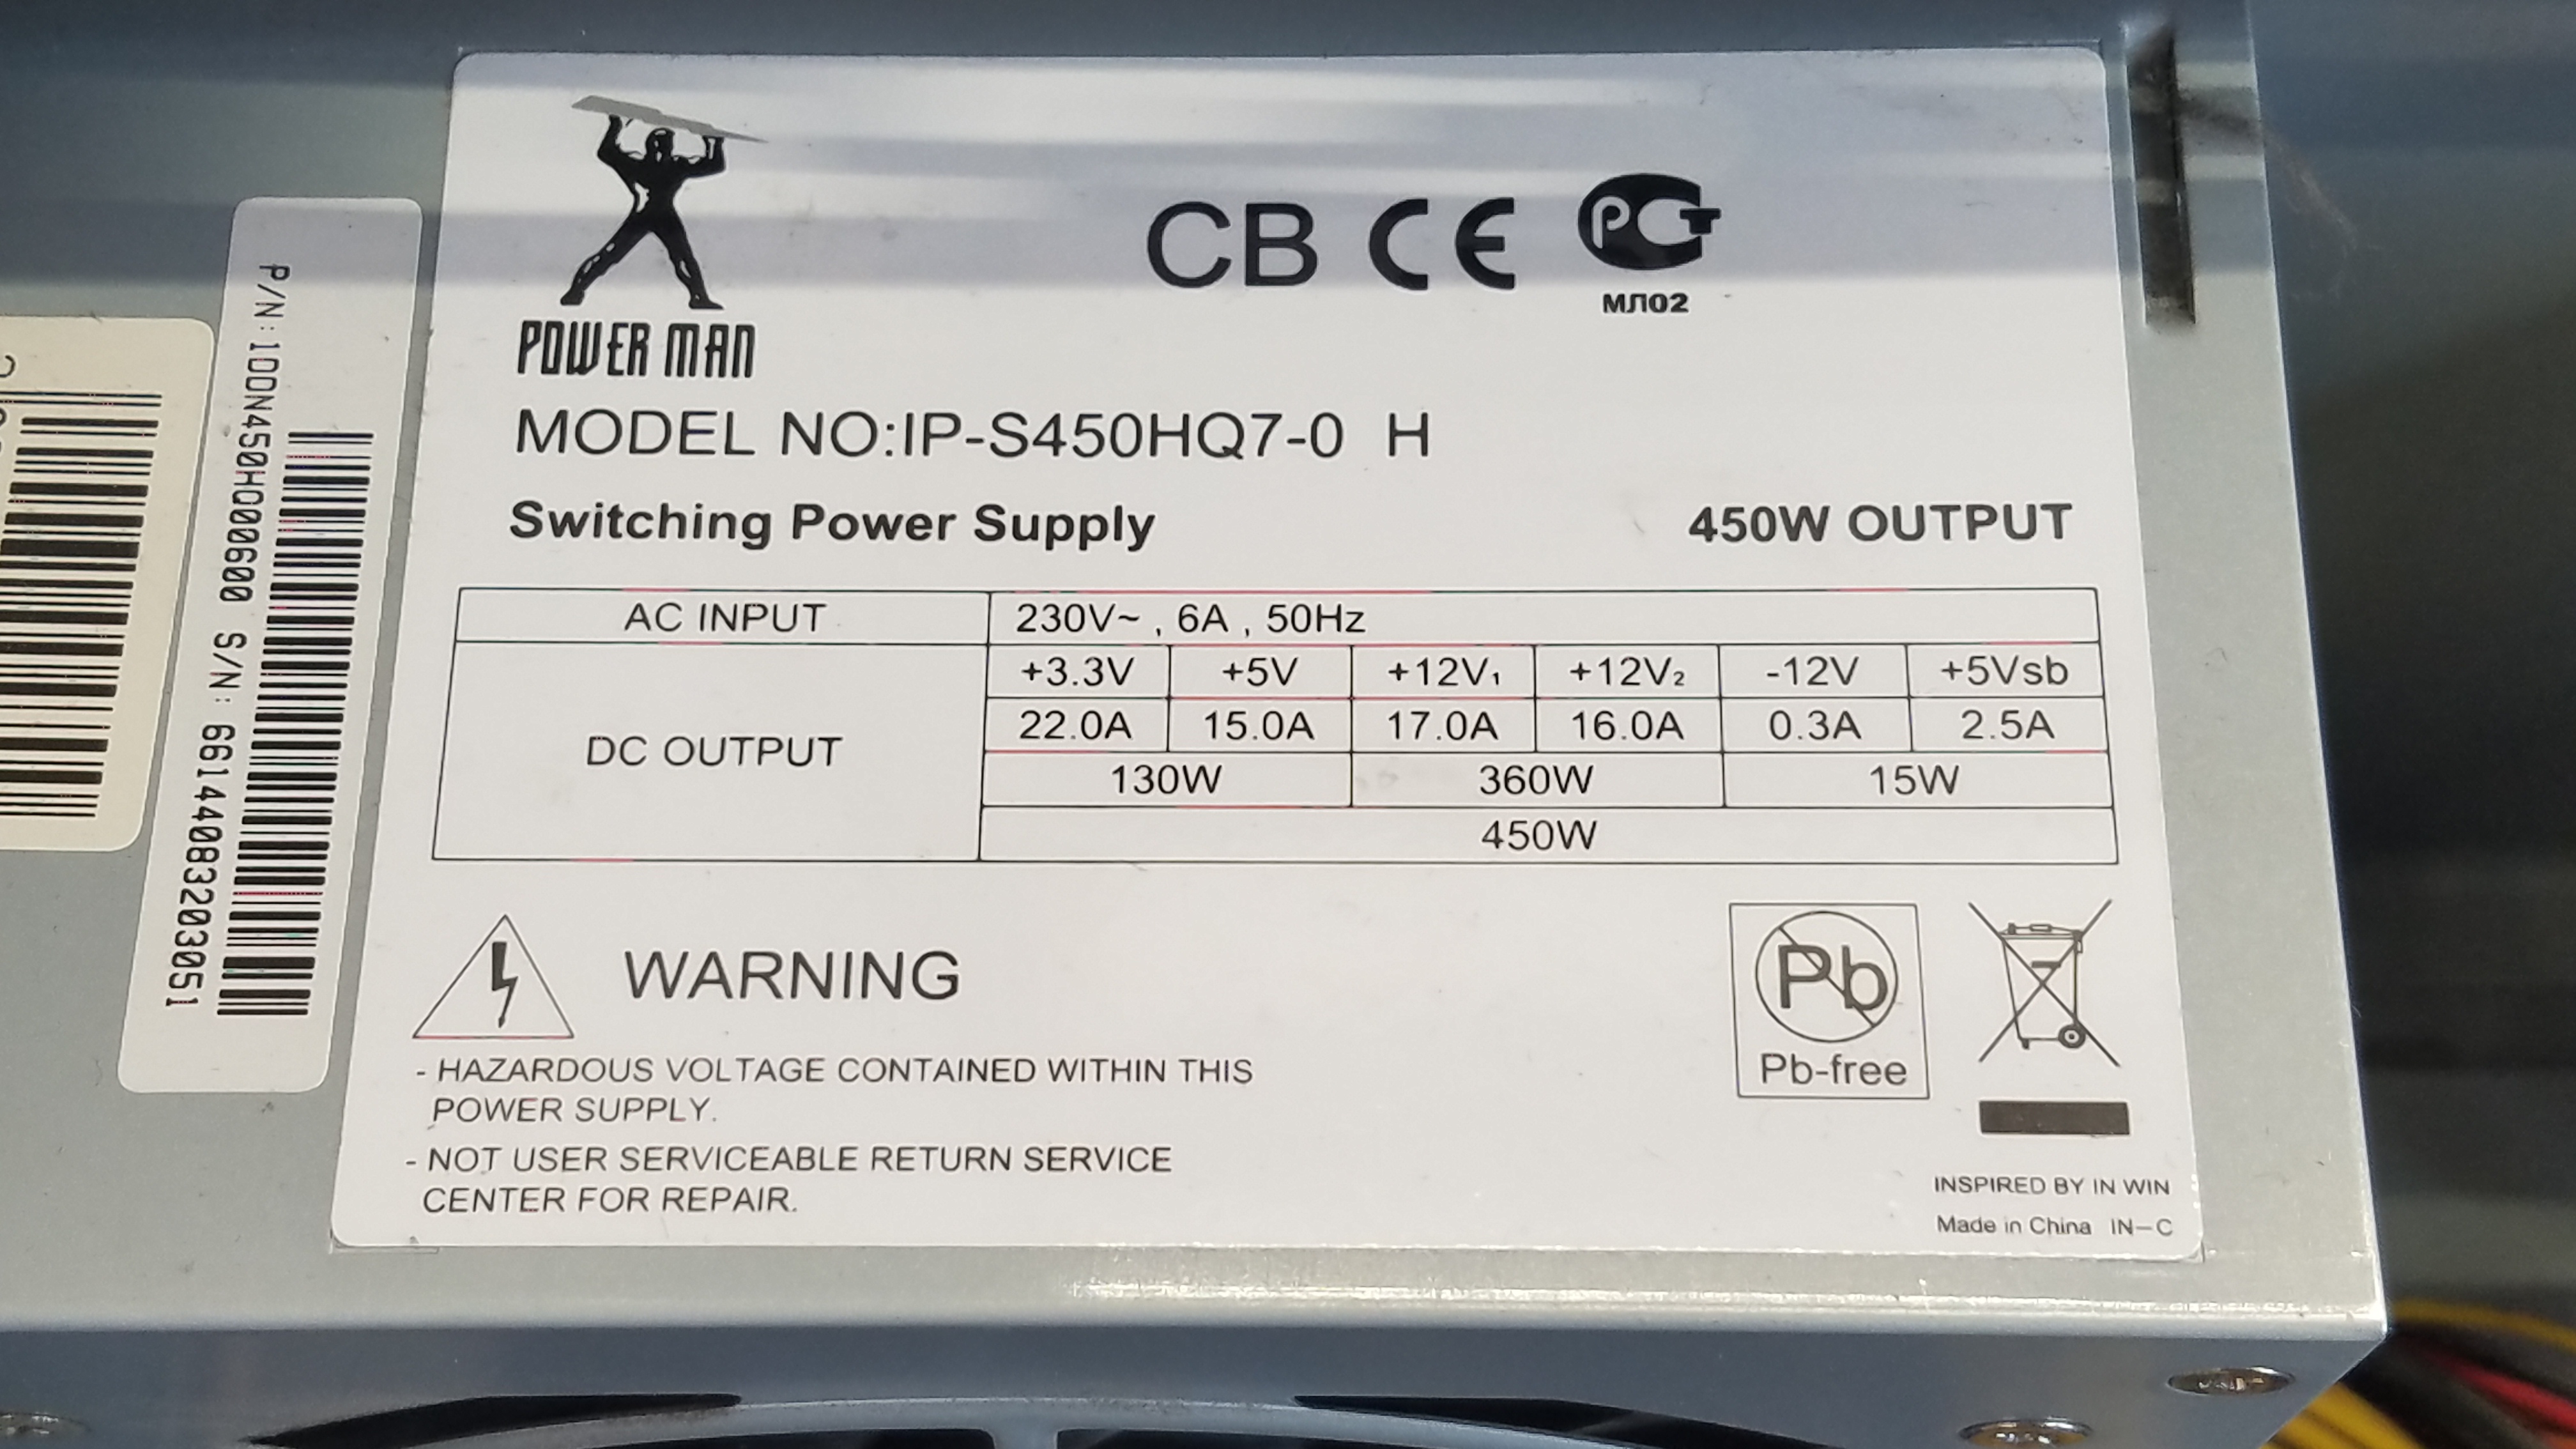 P/N:100N450HQ00600 S/N: 66144083203051
POWER MAN
CB CE РСТ
МЛ02
MODEL NO:IP-S450HQ7-0 H
Switching Power Supply 450W OUTPUT
AC INPUT 230V~ , 6A , 50Hz
DC OUTPUT
+3.3V +5V +12V₁ +12V₂ -12V +5Vsb
22.0A 15.0A 17.0A 16.0A 0.3A 2.5A
130W 360W 15W
450W
WARNING
- HAZARDOUS VOLTAGE CONTAINED WITHIN THIS
POWER SUPPLY.
- NOT USER SERVICEABLE RETURN SERVICE
CENTER FOR REPAIR.
Pb
Pb-free
INSPIRED BY IN WIN
Made in China IN-C